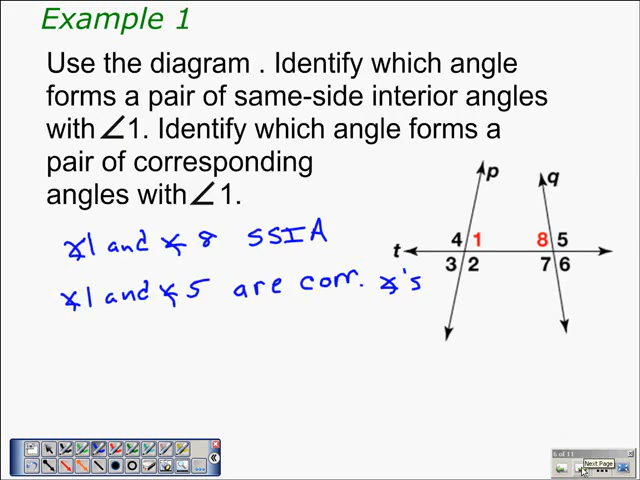 Example 1
Use the diagram . Identify which angle
forms a pair of same-side interior angles
with ∠1. Identify which angle forms a
pair of corresponding
angles with ∠1.
∡1 and ∡8 SSIA
∡1 and ∡5 are corr. ∡'s
p
q
t
4 1
8 5
3 2
7 6
6 of 11
Next Page